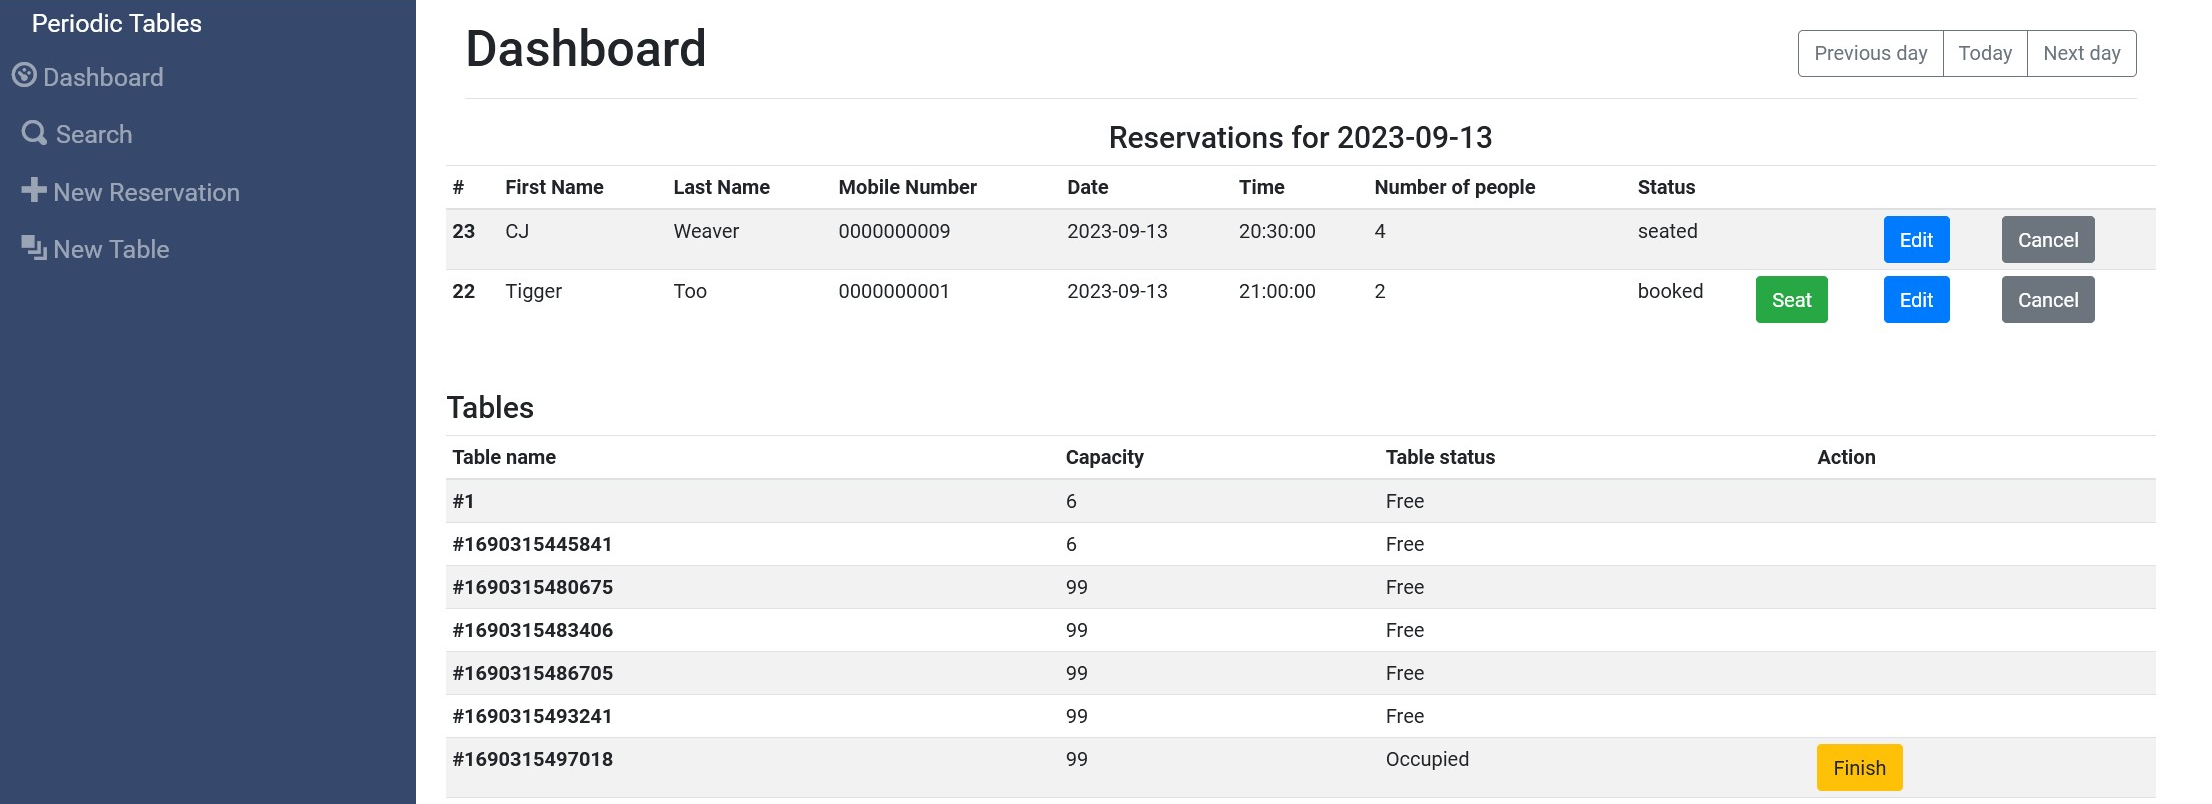 Periodic Tables
Dashboard
Search
New Reservation
New Table
Dashboard
Previous day Today Next day
Reservations for 2023-09-13
# First Name Last Name Mobile Number Date Time Number of people Status
23 CJ Weaver 0000000009 2023-09-13 20:30:00 4 seated Edit Cancel
22 Tigger Too 0000000001 2023-09-13 21:00:00 2 booked Seat Edit Cancel
Tables
Table name Capacity Table status Action
#1 6 Free
#1690315445841 6 Free
#1690315480675 99 Free
#1690315483406 99 Free
#1690315486705 99 Free
#1690315493241 99 Free
#1690315497018 99 Occupied Finish